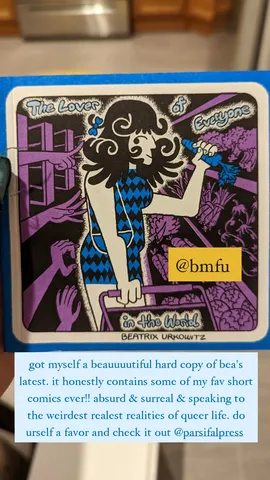 The Lover of Everyone
@bmfu
in the World
BEATRIX URKOWITZ
got myself a beauuuutiful hard copy of bea's
latest. it honestly contains some of my fav short
comics ever!! absurd & surreal & speaking to
the weirdest realest realities of queer life. do
urself a favor and check it out @parsifalpress